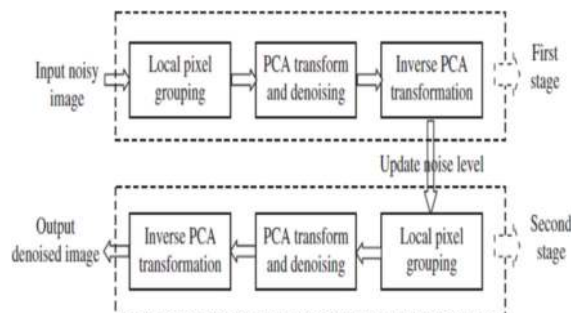 Input noisy
image
Local pixel
grouping
PCA transform
and denoising
Inverse PCA
transformation
First
stage
Update noise level
Output
denoised image
Inverse PCA
transformation
PCA transform
and denoising
Local pixel
grouping
Second
stage